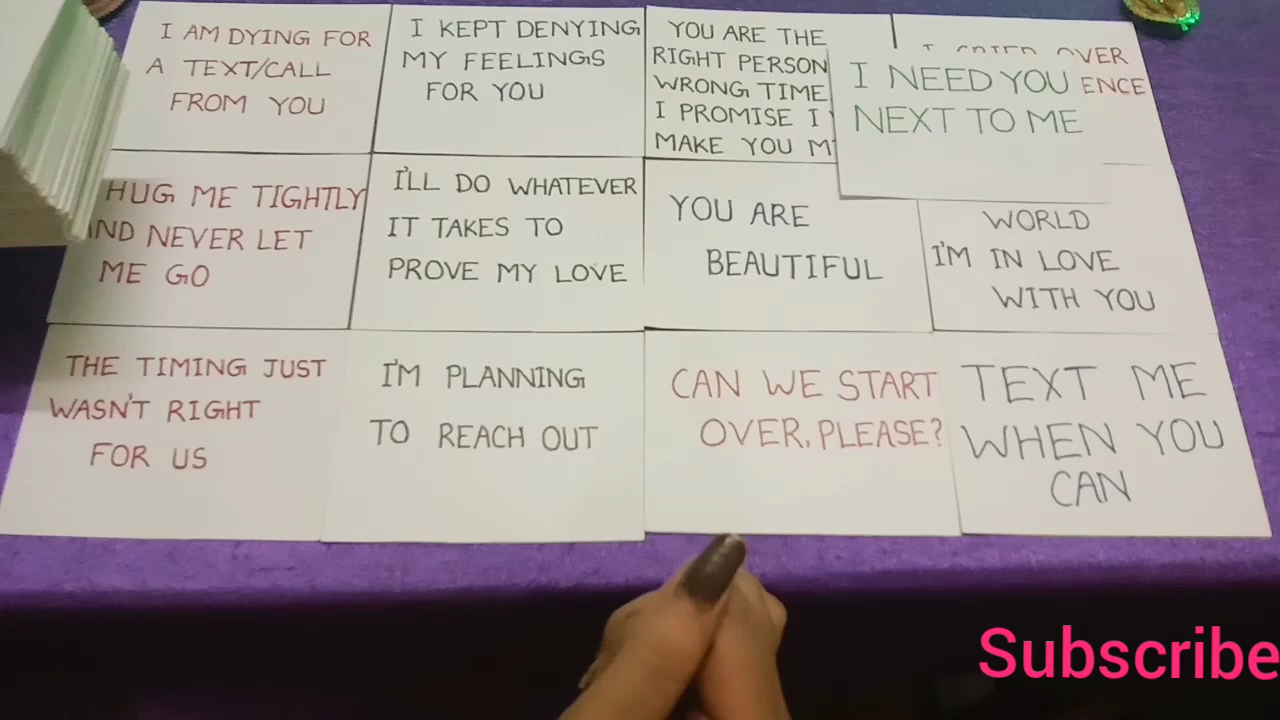 I AM DYING FOR
A TEXT/CALL
FROM YOU
I KEPT DENYING
MY FEELINGS
FOR YOU
YOU ARE THE
RIGHT PERSON
WRONG TIME
I PROMISE I
MAKE YOU M
OVER
ENCE
I NEED YOU
NEXT TO ME
HUG ME TIGHTLY
AND NEVER LET
ME GO
I'LL DO WHATEVER
IT TAKES TO
PROVE MY LOVE
YOU ARE
BEAUTIFUL
WORLD
I'M IN LOVE
WITH YOU
THE TIMING JUST
WASN'T RIGHT
FOR US
I'M PLANNING
TO REACH OUT
CAN WE START
OVER, PLEASE?
TEXT ME
WHEN YOU
CAN
Subscribe